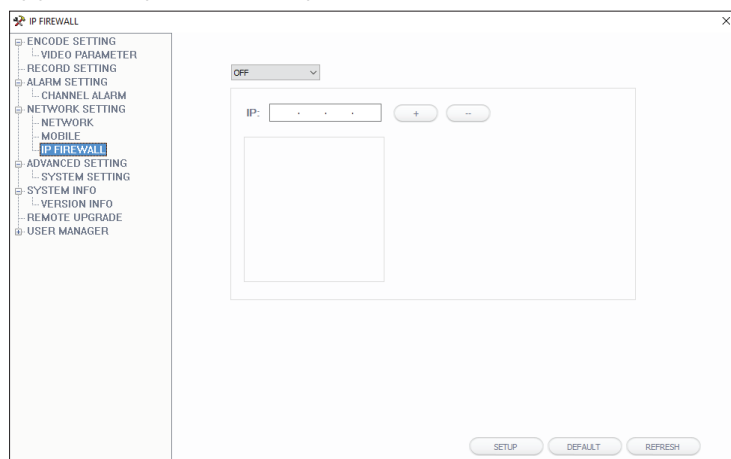 IP FIREWALL
ENCODE SETTING
VIDEO PARAMETER
RECORD SETTING
ALARM SETTING
CHANNEL ALARM
NETWORK SETTING
NETWORK
MOBILE
IP FIREWALL
ADVANCED SETTING
SYSTEM SETTING
SYSTEM INFO
VERSION INFO
REMOTE UPGRADE
USER MANAGER
OFF
IP: . . . + --
SETUP DEFAULT REFRESH